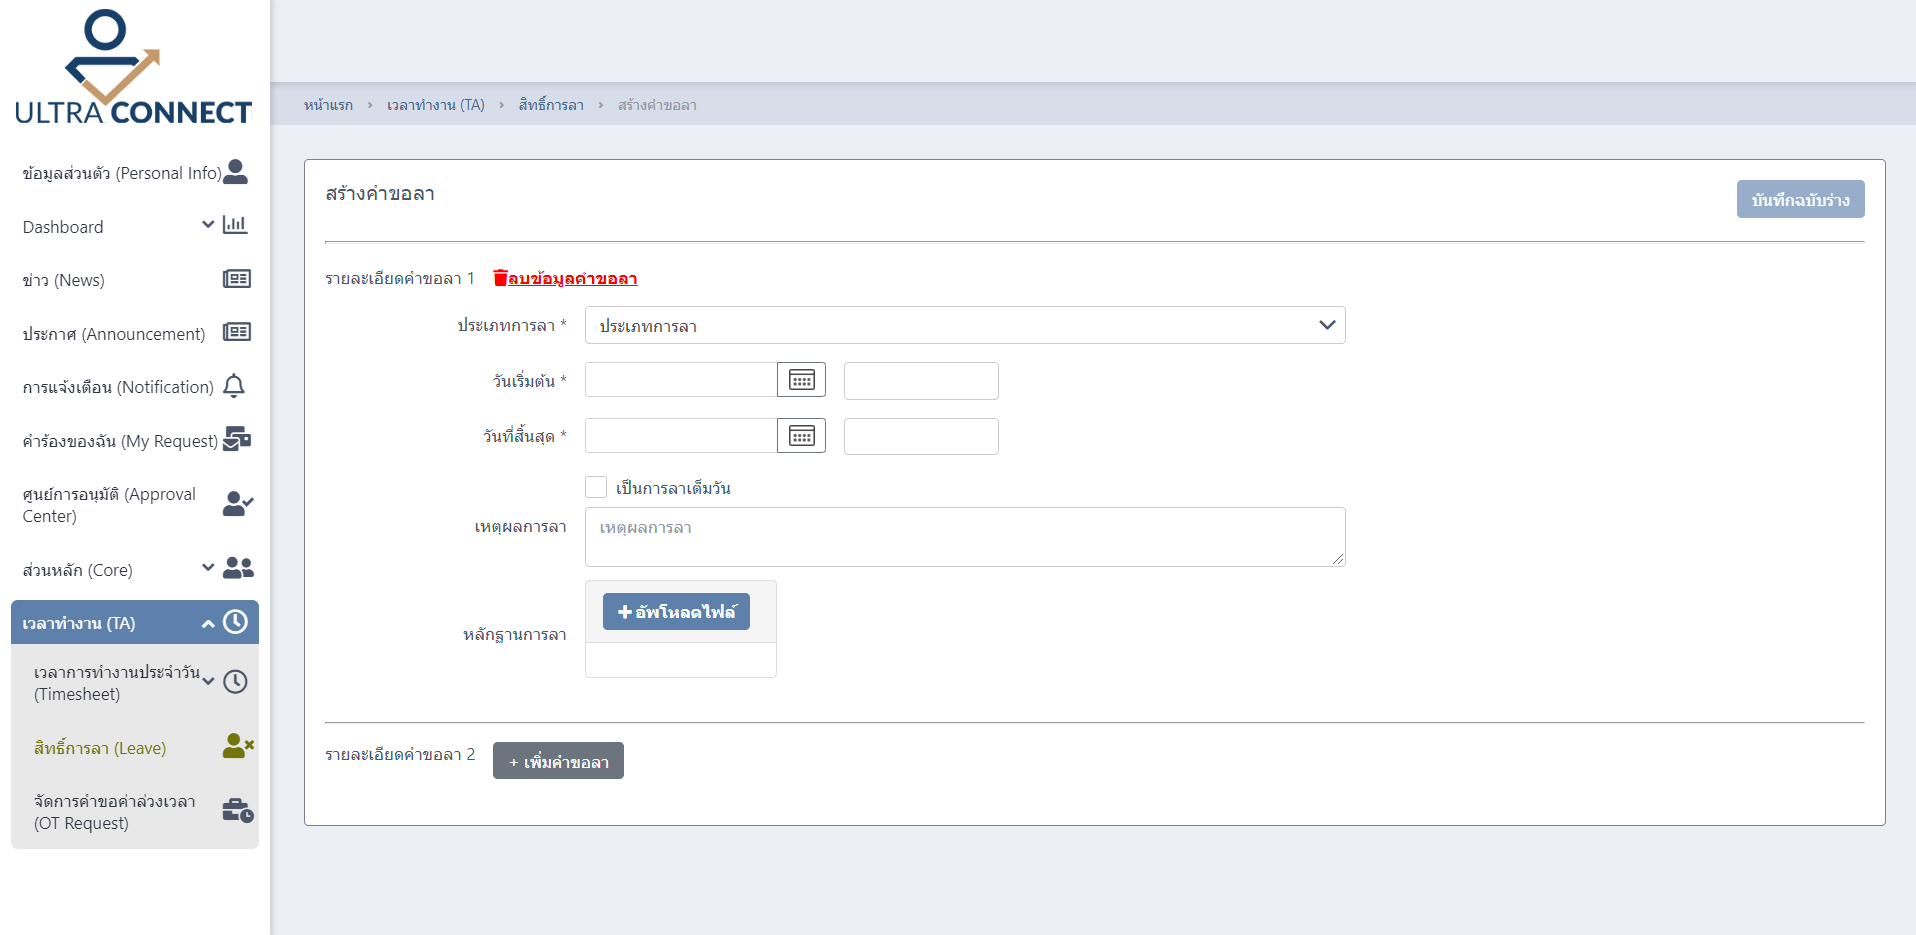 ULTRA CONNECT
ข้อมูลส่วนตัว (Personal Info)
Dashboard
ข่าว (News)
ประกาศ (Announcement)
การแจ้งเตือน (Notification)
คำร้องของฉัน (My Request)
ศูนย์การอนุมัติ (Approval
Center)
ส่วนหลัก (Core)
เวลาทำงาน (TA)
เวลาการทำงานประจำวัน
(Timesheet)
สิทธิ์การลา (Leave)
จัดการคำขอค่าล่วงเวลา
(OT Request)
หน้าแรก › เวลาทำงาน (TA) › สิทธิ์การลา › สร้างคำขอลา
สร้างคำขอลา
บันทึกฉบับร่าง
รายละเอียดคำขอลา 1 ลบข้อมูลคำขอลา
ประเภทการลา * ประเภทการลา
วันเริ่มต้น *
วันที่สิ้นสุด *
เป็นการลาเต็มวัน
เหตุผลการลา เหตุผลการลา
+ อัพโหลดไฟล์
หลักฐานการลา
รายละเอียดคำขอลา 2 + เพิ่มคำขอลา